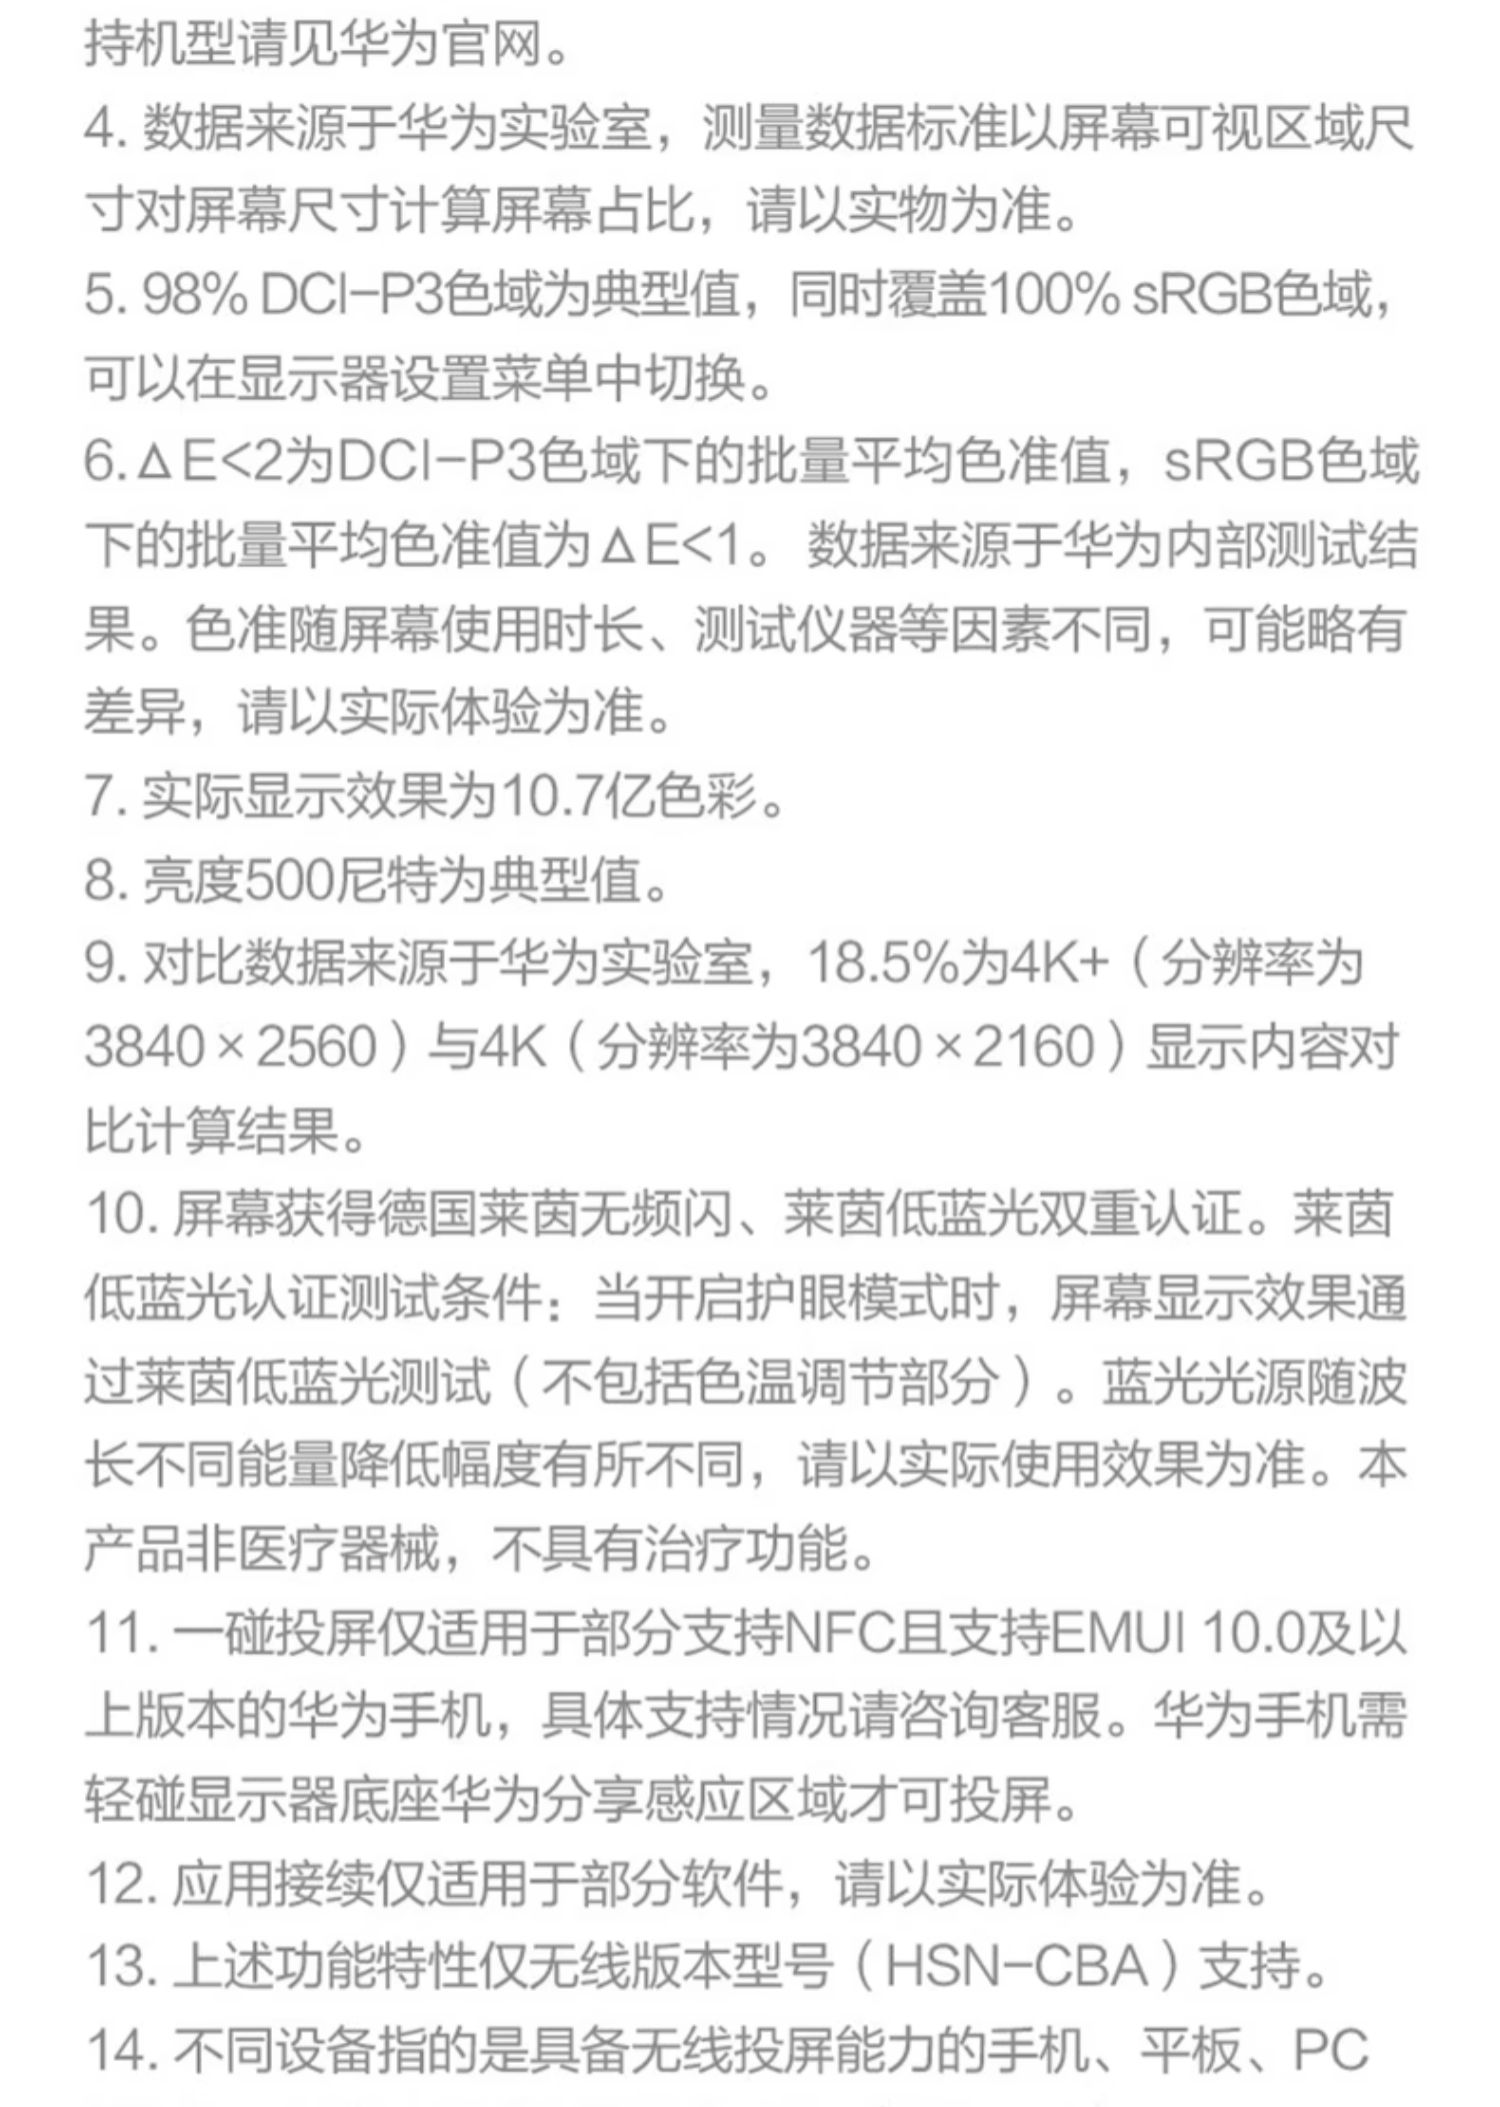 持机型请见华为官网。
4. 数据来源于华为实验室，测量数据标准以屏幕可视区域尺
寸对屏幕尺寸计算屏幕占比，请以实物为准。
5. 98% DCI-P3色域为典型值，同时覆盖100% sRGB色域，
可以在显示器设置菜单中切换。
6. △E<2为DCI-P3色域下的批量平均色准值，sRGB色域
下的批量平均色准值为△E<1。 数据来源于华为内部测试结
果。色准随屏幕使用时长、测试仪器等因素不同，可能略有
差异，请以实际体验为准。
7. 实际显示效果为10.7亿色彩。
8. 亮度500尼特为典型值。
9. 对比数据来源于华为实验室，18.5%为4K+（分辨率为
3840×2560）与4K（分辨率为3840×2160）显示内容对
比计算结果。
10. 屏幕获得德国莱茵无频闪、莱茵低蓝光双重认证。莱茵
低蓝光认证测试条件：当开启护眼模式时，屏幕显示效果通
过莱茵低蓝光测试（不包括色温调节部分）。蓝光光源随波
长不同能量降低幅度有所不同，请以实际使用效果为准。本
产品非医疗器械，不具有治疗功能。
11. 一碰投屏仅适用于部分支持NFC且支持EMUI 10.0及以
上版本的华为手机，具体支持情况请咨询客服。华为手机需
轻碰显示器底座华为分享感应区域才可投屏。
12. 应用接续仅适用于部分软件，请以实际体验为准。
13. 上述功能特性仅无线版本型号（HSN-CBA）支持。
14. 不同设备指的是具备无线投屏能力的手机、平板、PC